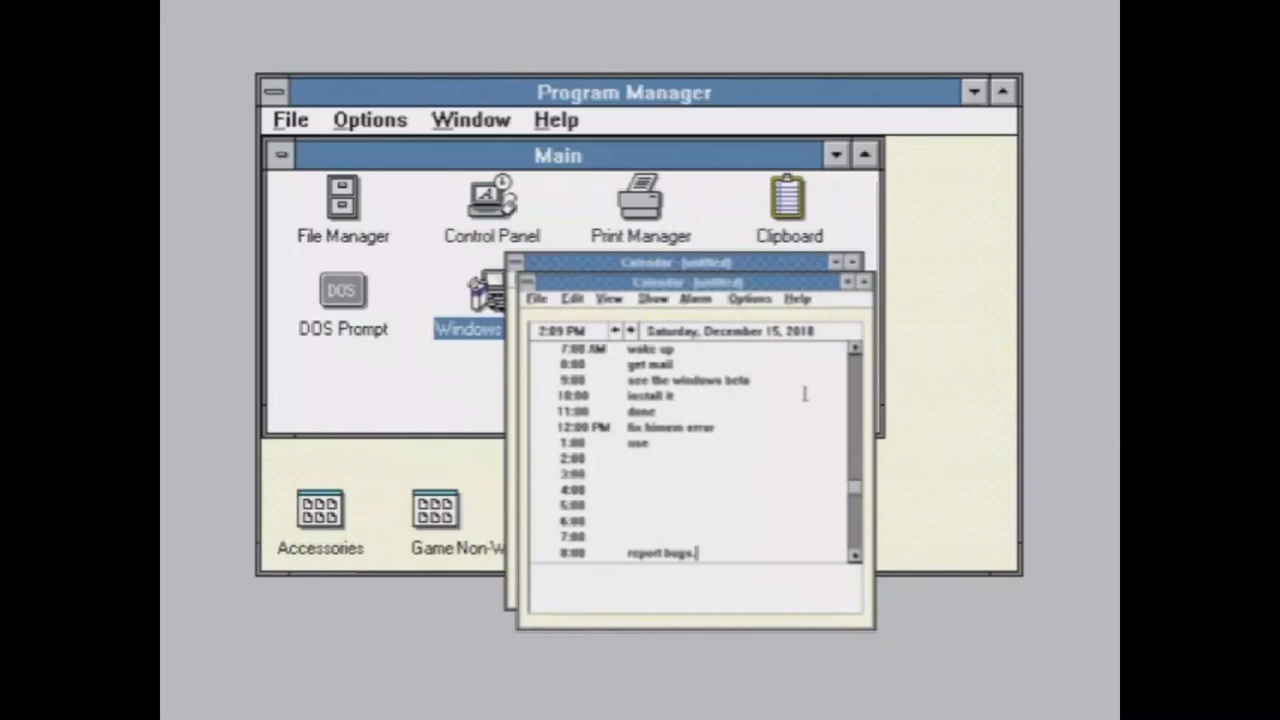 Program Manager
File Options Window Help
Main
File Manager Control Panel Print Manager Clipboard
DOS Prompt Windows
Calendar - [untitled]
Calendar - [untitled]
File Edit View Show Alarm Options Help
2:09 PM Saturday, December 15, 2018
7:00 AM wake up
8:00 get mail
9:00 see the windows beta
10:00 install it
11:00 done
12:00 PM fix himem error
1:00 use
2:00
3:00
4:00
5:00
6:00
7:00
8:00 report bugs.
Accessories Game Non-W